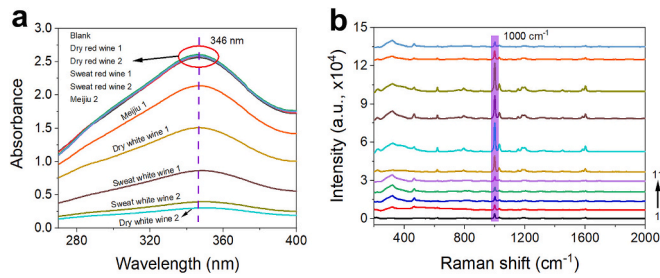 a
Absorbance
3.0
2.5
2.0
1.5
1.0
0.5
0.0
Blank
Dry red wine 1
Dry red wine 2
Sweat red wine 1
Sweat red wine 2
Meijiu 2
346 nm
Meijiu 1
Dry white wine 1
Sweat white wine 1
Sweat white wine 2
Dry white wine 2
280 320 360 400
Wavelength (nm)
b
Intensity (a.u., x10⁴)
15
12
9
6
3
0
1000 cm⁻¹
11
1
400 800 1200 1600 2000
Raman shift (cm⁻¹)